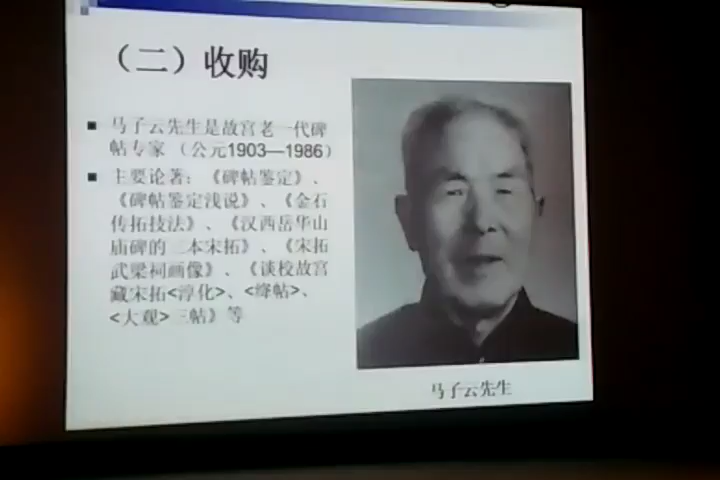 （二）收购
马子云先生是故宫老一代碑
帖专家 （公元1903—1986）
主要论著：《碑帖鉴定》、
《碑帖鉴定浅说》、《金石
传拓技法》、《汉西岳华山
庙碑的三本宋拓》、《宋拓
武梁祠画像》、《谈校故宫
藏宋拓<淳化>、<绛帖>、
<大观>三帖》等
马子云先生